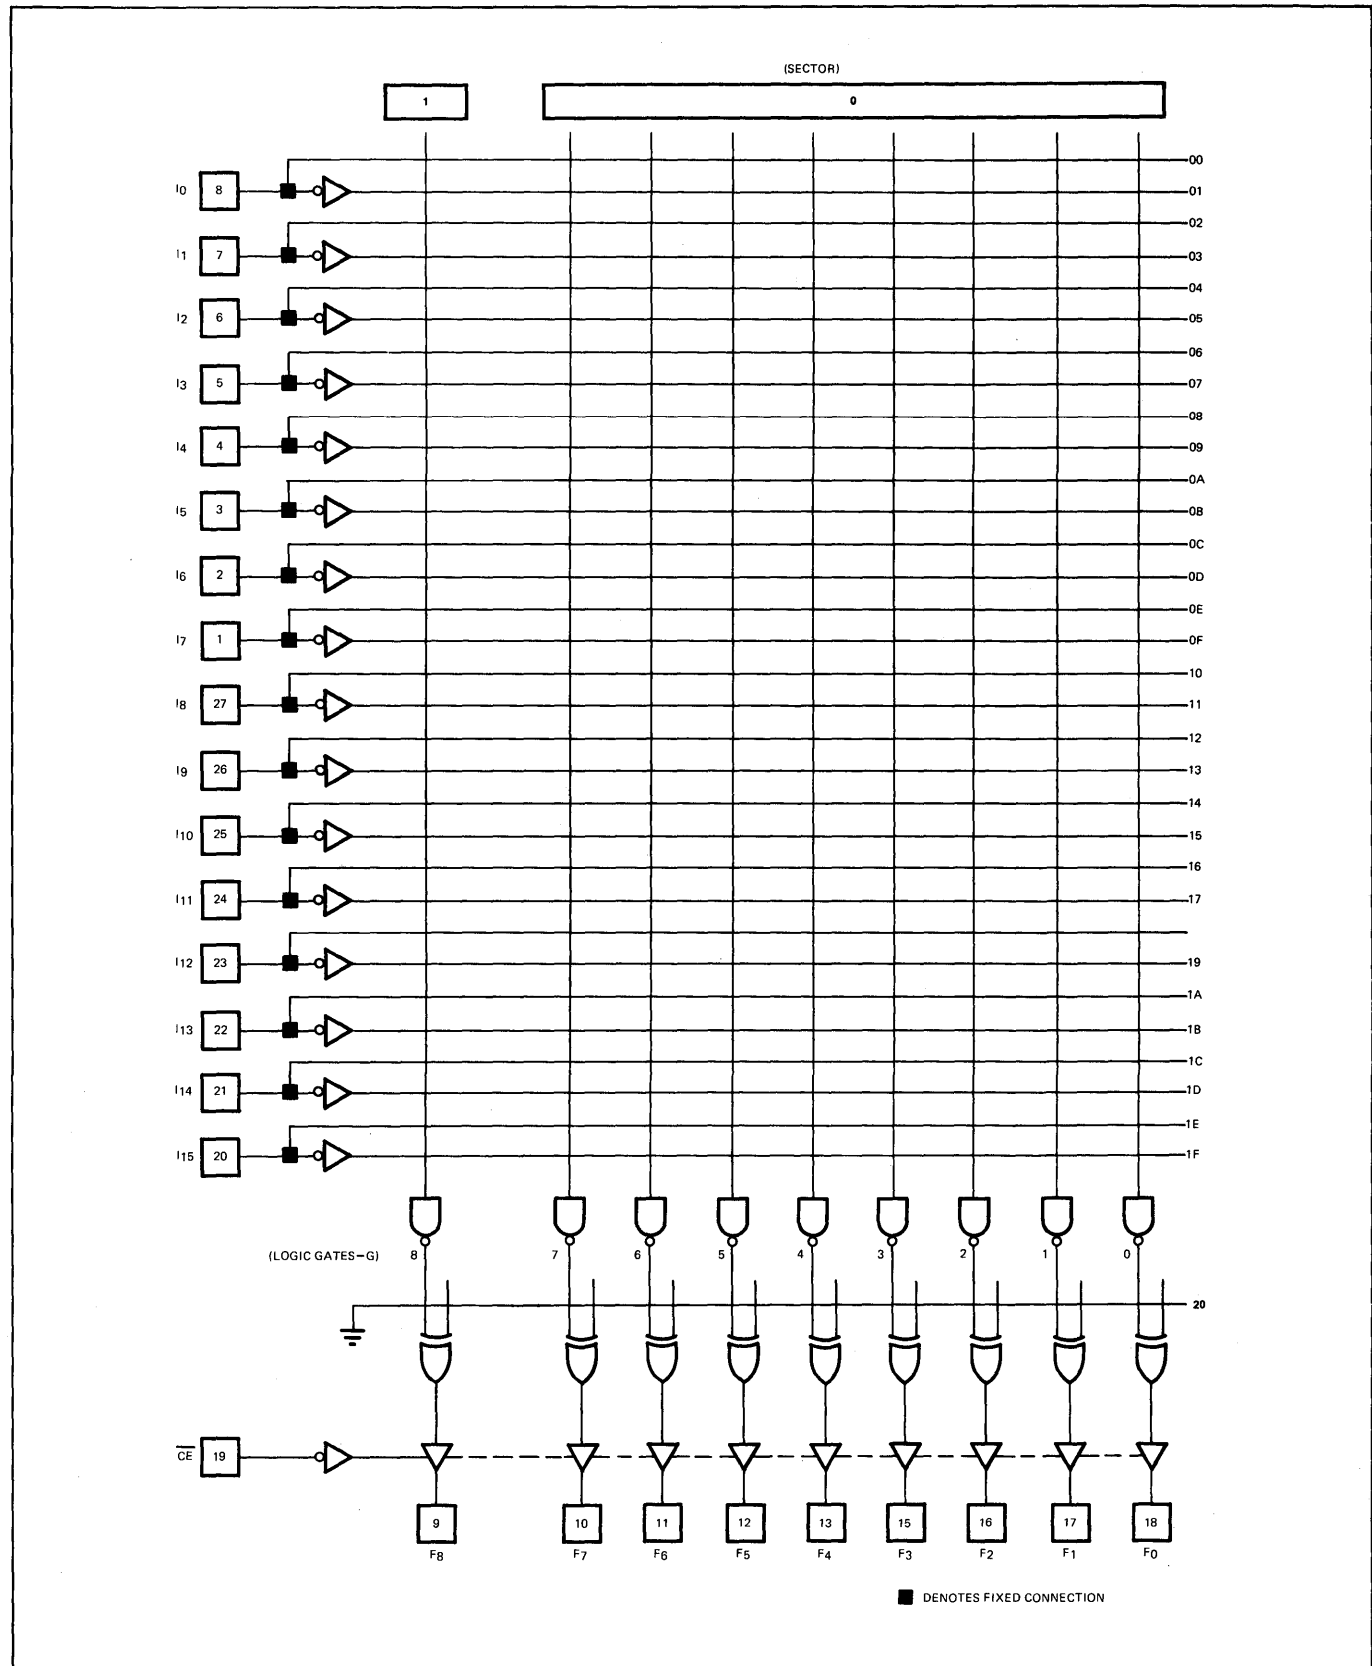 (SECTOR)
1 0
00
I0 8 01
02
I1 7 03
04
I2 6 05
06
I3 5 07
08
I4 4 09
0A
I5 3 0B
0C
I6 2 0D
0E
I7 1 0F
10
I8 27 11
12
I9 26 13
14
I10 25 15
16
I11 24 17
I12 23 19
1A
I13 22 1B
1C
I14 21 1D
1E
I15 20 1F
(LOGIC GATES-G) 8 7 6 5 4 3 2 1 0
20
CE 19
9 10 11 12 13 15 16 17 18
F8 F7 F6 F5 F4 F3 F2 F1 F0
DENOTES FIXED CONNECTION